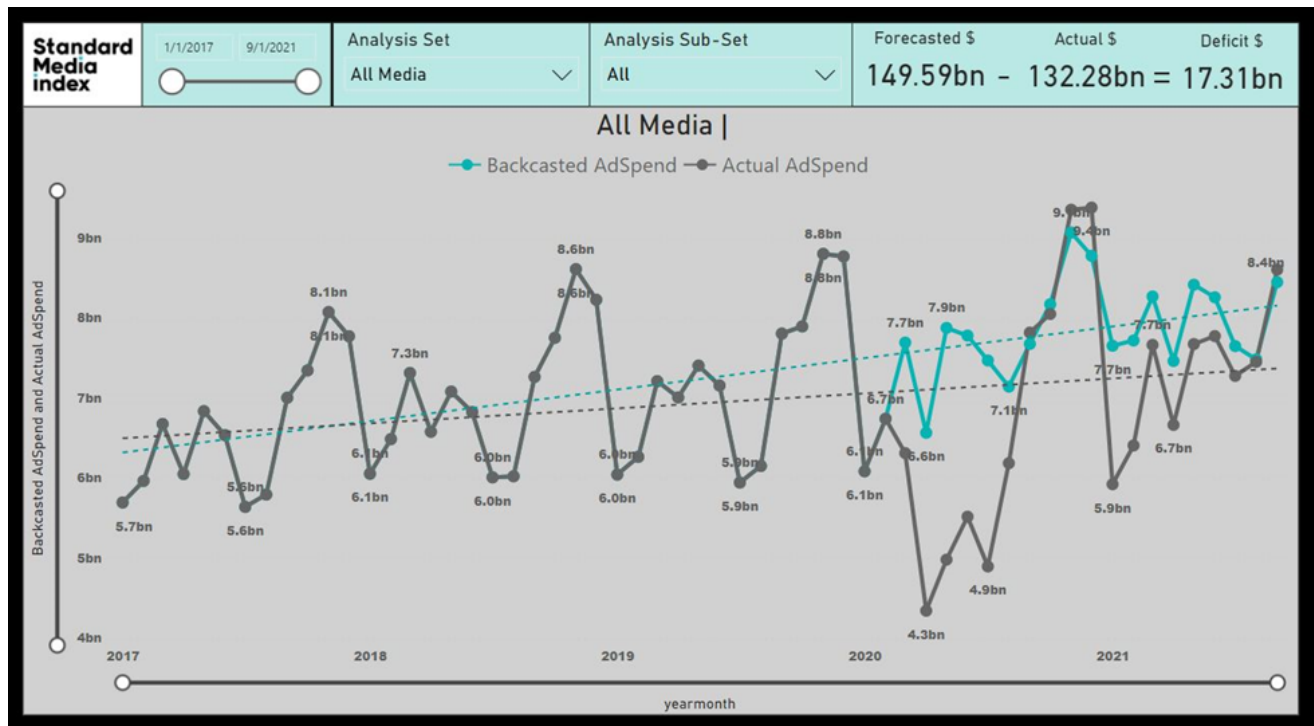 Standard
Media
index
1/1/2017 9/1/2021
Analysis Set
All Media
Analysis Sub-Set
All
Forecasted $ Actual $ Deficit $
149.59bn - 132.28bn = 17.31bn
All Media |
Backcasted AdSpend Actual AdSpend
Backcasted AdSpend and Actual AdSpend
9bn
8bn
7bn
6bn
5bn
4bn
5.7bn
5.6bn
5.6bn
8.1bn
8.1bn
6.1bn
6.1bn
7.3bn
6.0bn
6.0bn
8.6bn
8.6bn
6.0bn
6.0bn
5.9bn
5.9bn
8.8bn
8.8bn
6.1bn
6.1bn
6.7bn
7.7bn
6.6bn
7.9bn
4.3bn
4.9bn
7.1bn
9.4bn
7.7bn
5.9bn
7.7bn
6.7bn
8.4bn
2017 2018 2019 2020 2021
yearmonth